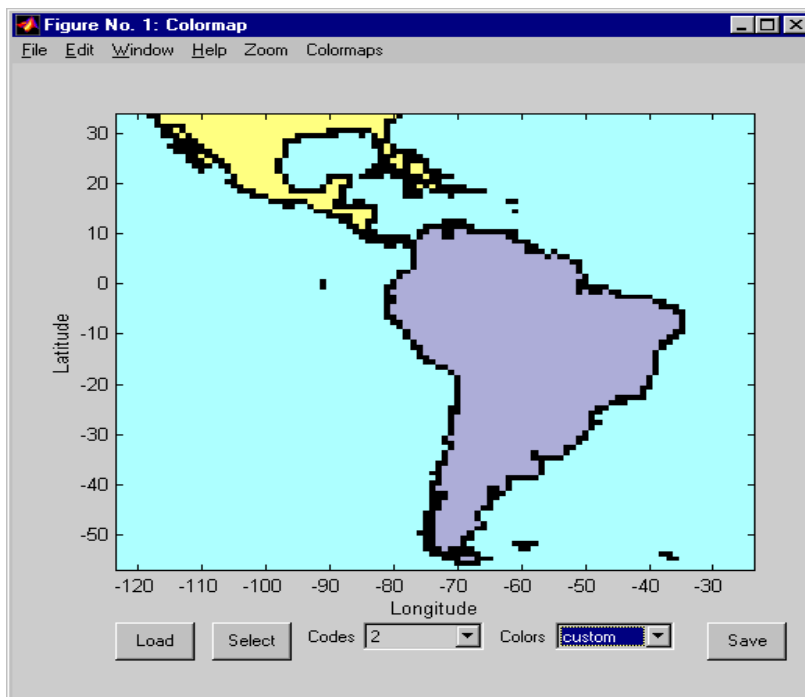 Figure No. 1: Colormap
File Edit Window Help Zoom Colormaps
30
20
10
0
-10
-20
-30
-40
-50
Latitude
-120 -110 -100 -90 -80 -70 -60 -50 -40 -30
Longitude
Load Select Codes 2 Colors custom Save